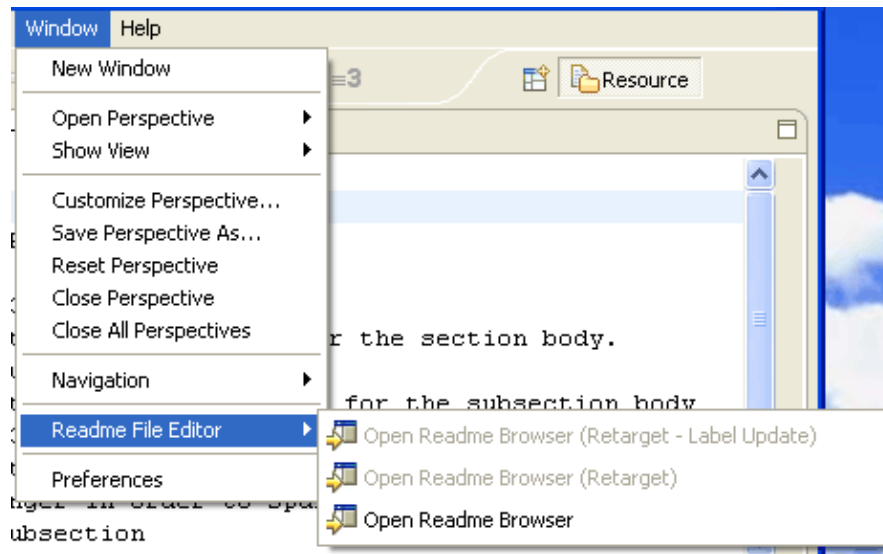 Window Help
New Window
Resource
Open Perspective
Show View
Customize Perspective...
Save Perspective As...
Reset Perspective
Close Perspective
Close All Perspectives
r the section body.
Navigation
for the subsection body
Readme File Editor
Open Readme Browser (Retarget - Label Update)
Open Readme Browser (Retarget)
Preferences
Open Readme Browser
ubsection